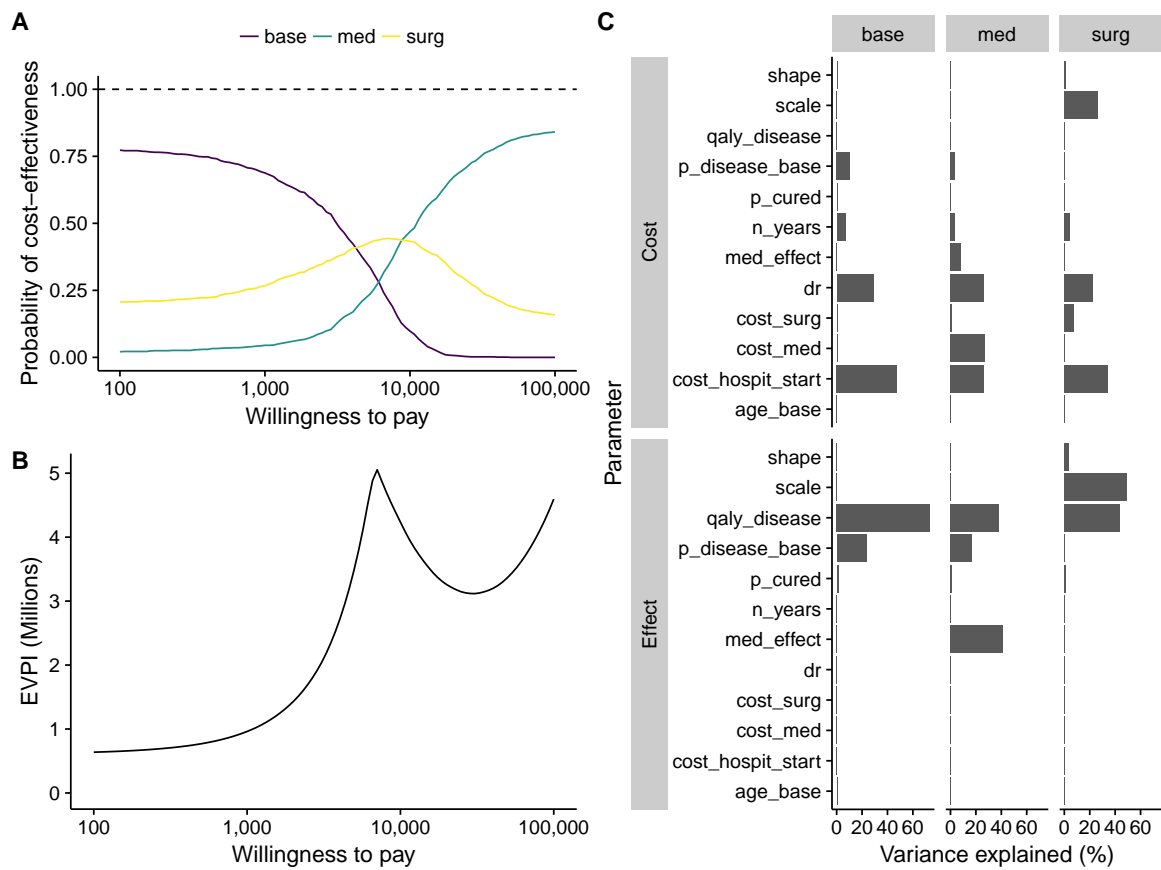 A
base med surg
Probability of cost−effectiveness
1.00
0.75
0.50
0.25
0.00
100 1,000 10,000 100,000
Willingness to pay
B
EVPI (Millions)
5
4
3
2
1
0
100 1,000 10,000 100,000
Willingness to pay
C
base med surg
Parameter
Cost
shape
scale
qaly_disease
p_disease_base
p_cured
n_years
med_effect
dr
cost_surg
cost_med
cost_hospit_start
age_base
Effect
shape
scale
qaly_disease
p_disease_base
p_cured
n_years
med_effect
dr
cost_surg
cost_med
cost_hospit_start
age_base
0 20 40 60 0 20 40 60 0 20 40 60
Variance explained (%)